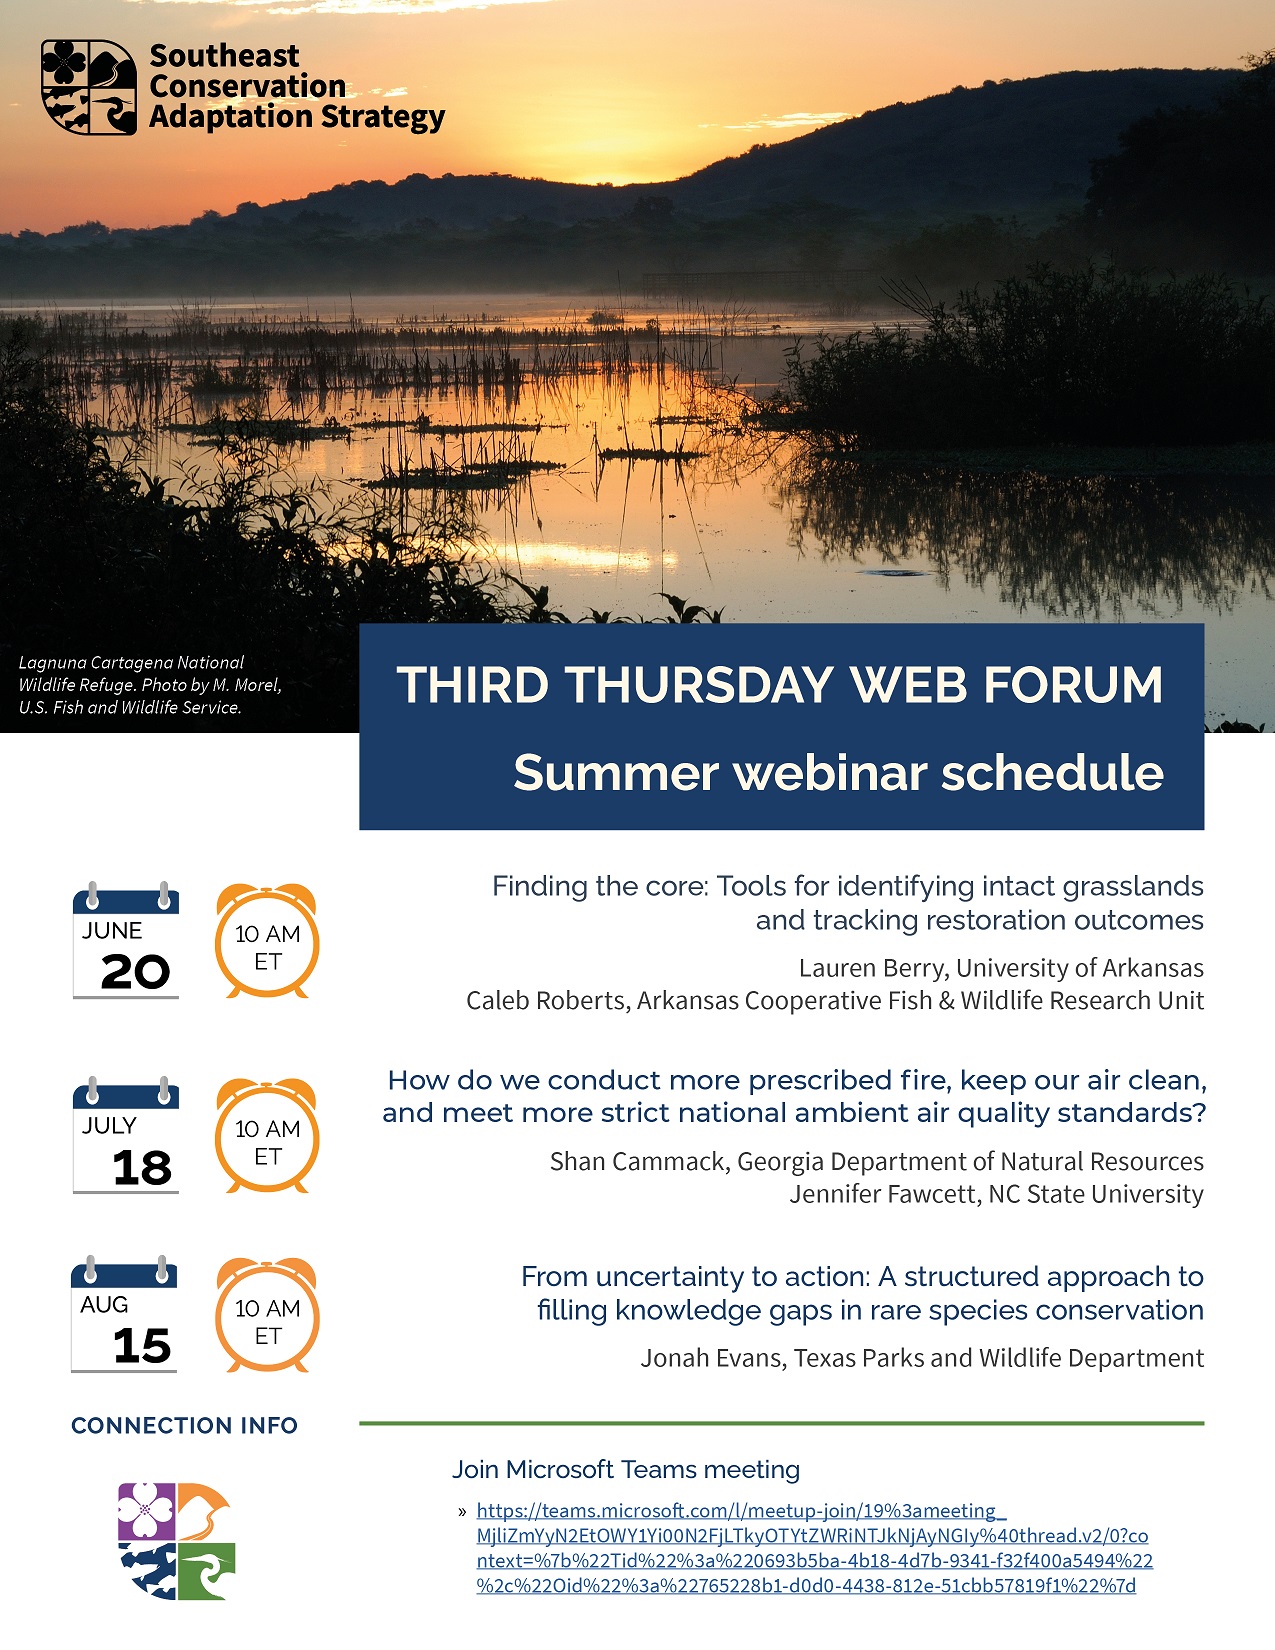 Southeast
Conservation
Adaptation Strategy
Lagnuna Cartagena National
Wildlife Refuge. Photo by M. Morel,
U.S. Fish and Wildlife Service.
THIRD THURSDAY WEB FORUM
Summer webinar schedule
JUNE
20
10 AM
ET
Finding the core: Tools for identifying intact grasslands
and tracking restoration outcomes
Lauren Berry, University of Arkansas
Caleb Roberts, Arkansas Cooperative Fish & Wildlife Research Unit
JULY
18
10 AM
ET
How do we conduct more prescribed fire, keep our air clean,
and meet more strict national ambient air quality standards?
Shan Cammack, Georgia Department of Natural Resources
Jennifer Fawcett, NC State University
AUG
15
10 AM
ET
From uncertainty to action: A structured approach to
filling knowledge gaps in rare species conservation
Jonah Evans, Texas Parks and Wildlife Department
CONNECTION INFO
Join Microsoft Teams meeting
» https://teams.microsoft.com/l/meetup-join/19%3ameeting_
MjliZmYyN2EtOWY1Yi00N2FjLTkyOTYtZWRiNTJkNjAyNGIy%40thread.v2/0?co
ntext=%7b%22Tid%22%3a%220693b5ba-4b18-4d7b-9341-f32f400a5494%22
%2c%22Oid%22%3a%22765228b1-d0d0-4438-812e-51cbb57819f1%22%7d